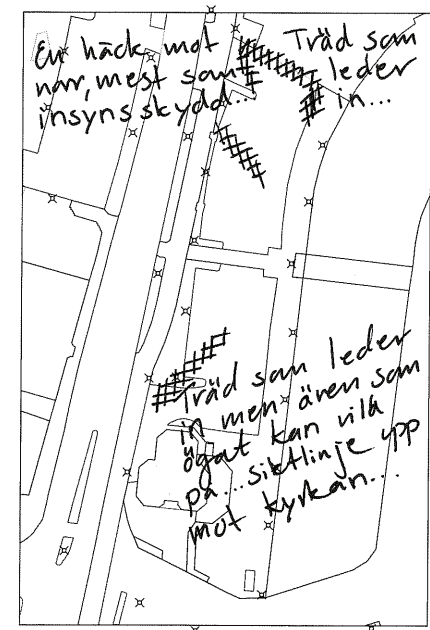 En häck mot
norr, mest som
insynsskydd...
Träd som
leder
in...
Träd som leder
in men även som
ögat kan vila
på...siktlinje upp
mot kyrkan...